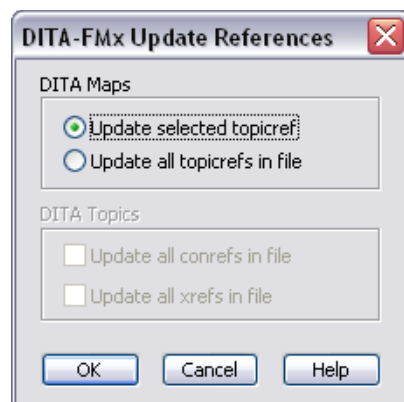 DITA-FMx Update References
DITA Maps
Update selected topicref
Update all topicrefs in file
DITA Topics
Update all conrefs in file
Update all xrefs in file
OK Cancel Help